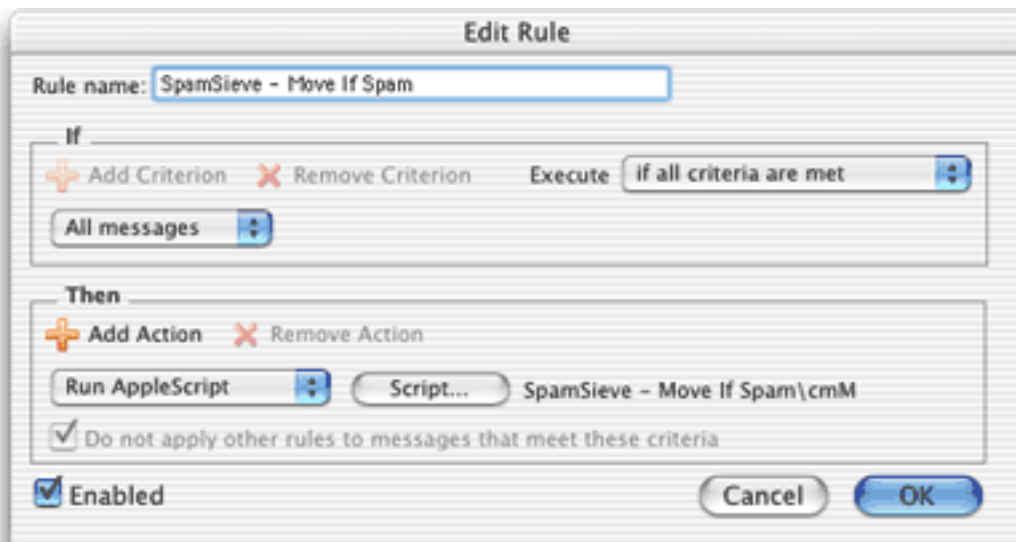 Edit Rule
Rule name: SpamSieve - Move If Spam
If
Add Criterion Remove Criterion Execute if all criteria are met
All messages
Then
Add Action Remove Action
Run AppleScript Script... SpamSieve - Move If Spam\cmM
Do not apply other rules to messages that meet these criteria
Enabled Cancel OK